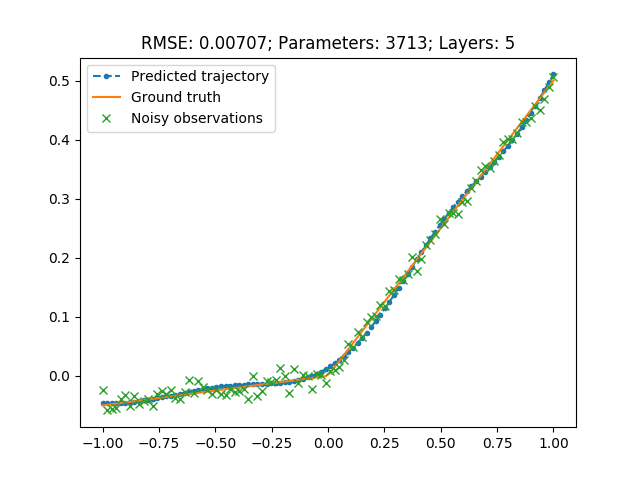 RMSE: 0.00707; Parameters: 3713; Layers: 5
Predicted trajectory
Ground truth
Noisy observations
0.5
0.4
0.3
0.2
0.1
0.0
−1.00 −0.75 −0.50 −0.25 0.00 0.25 0.50 0.75 1.00